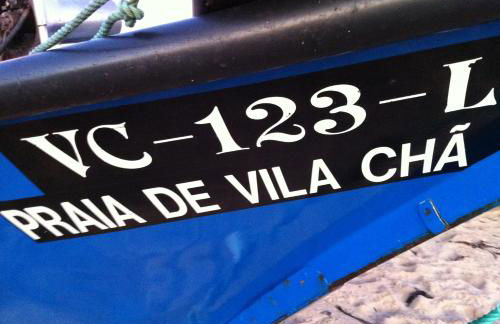 VC-123-L
PRAIA DE VILA CHÃ